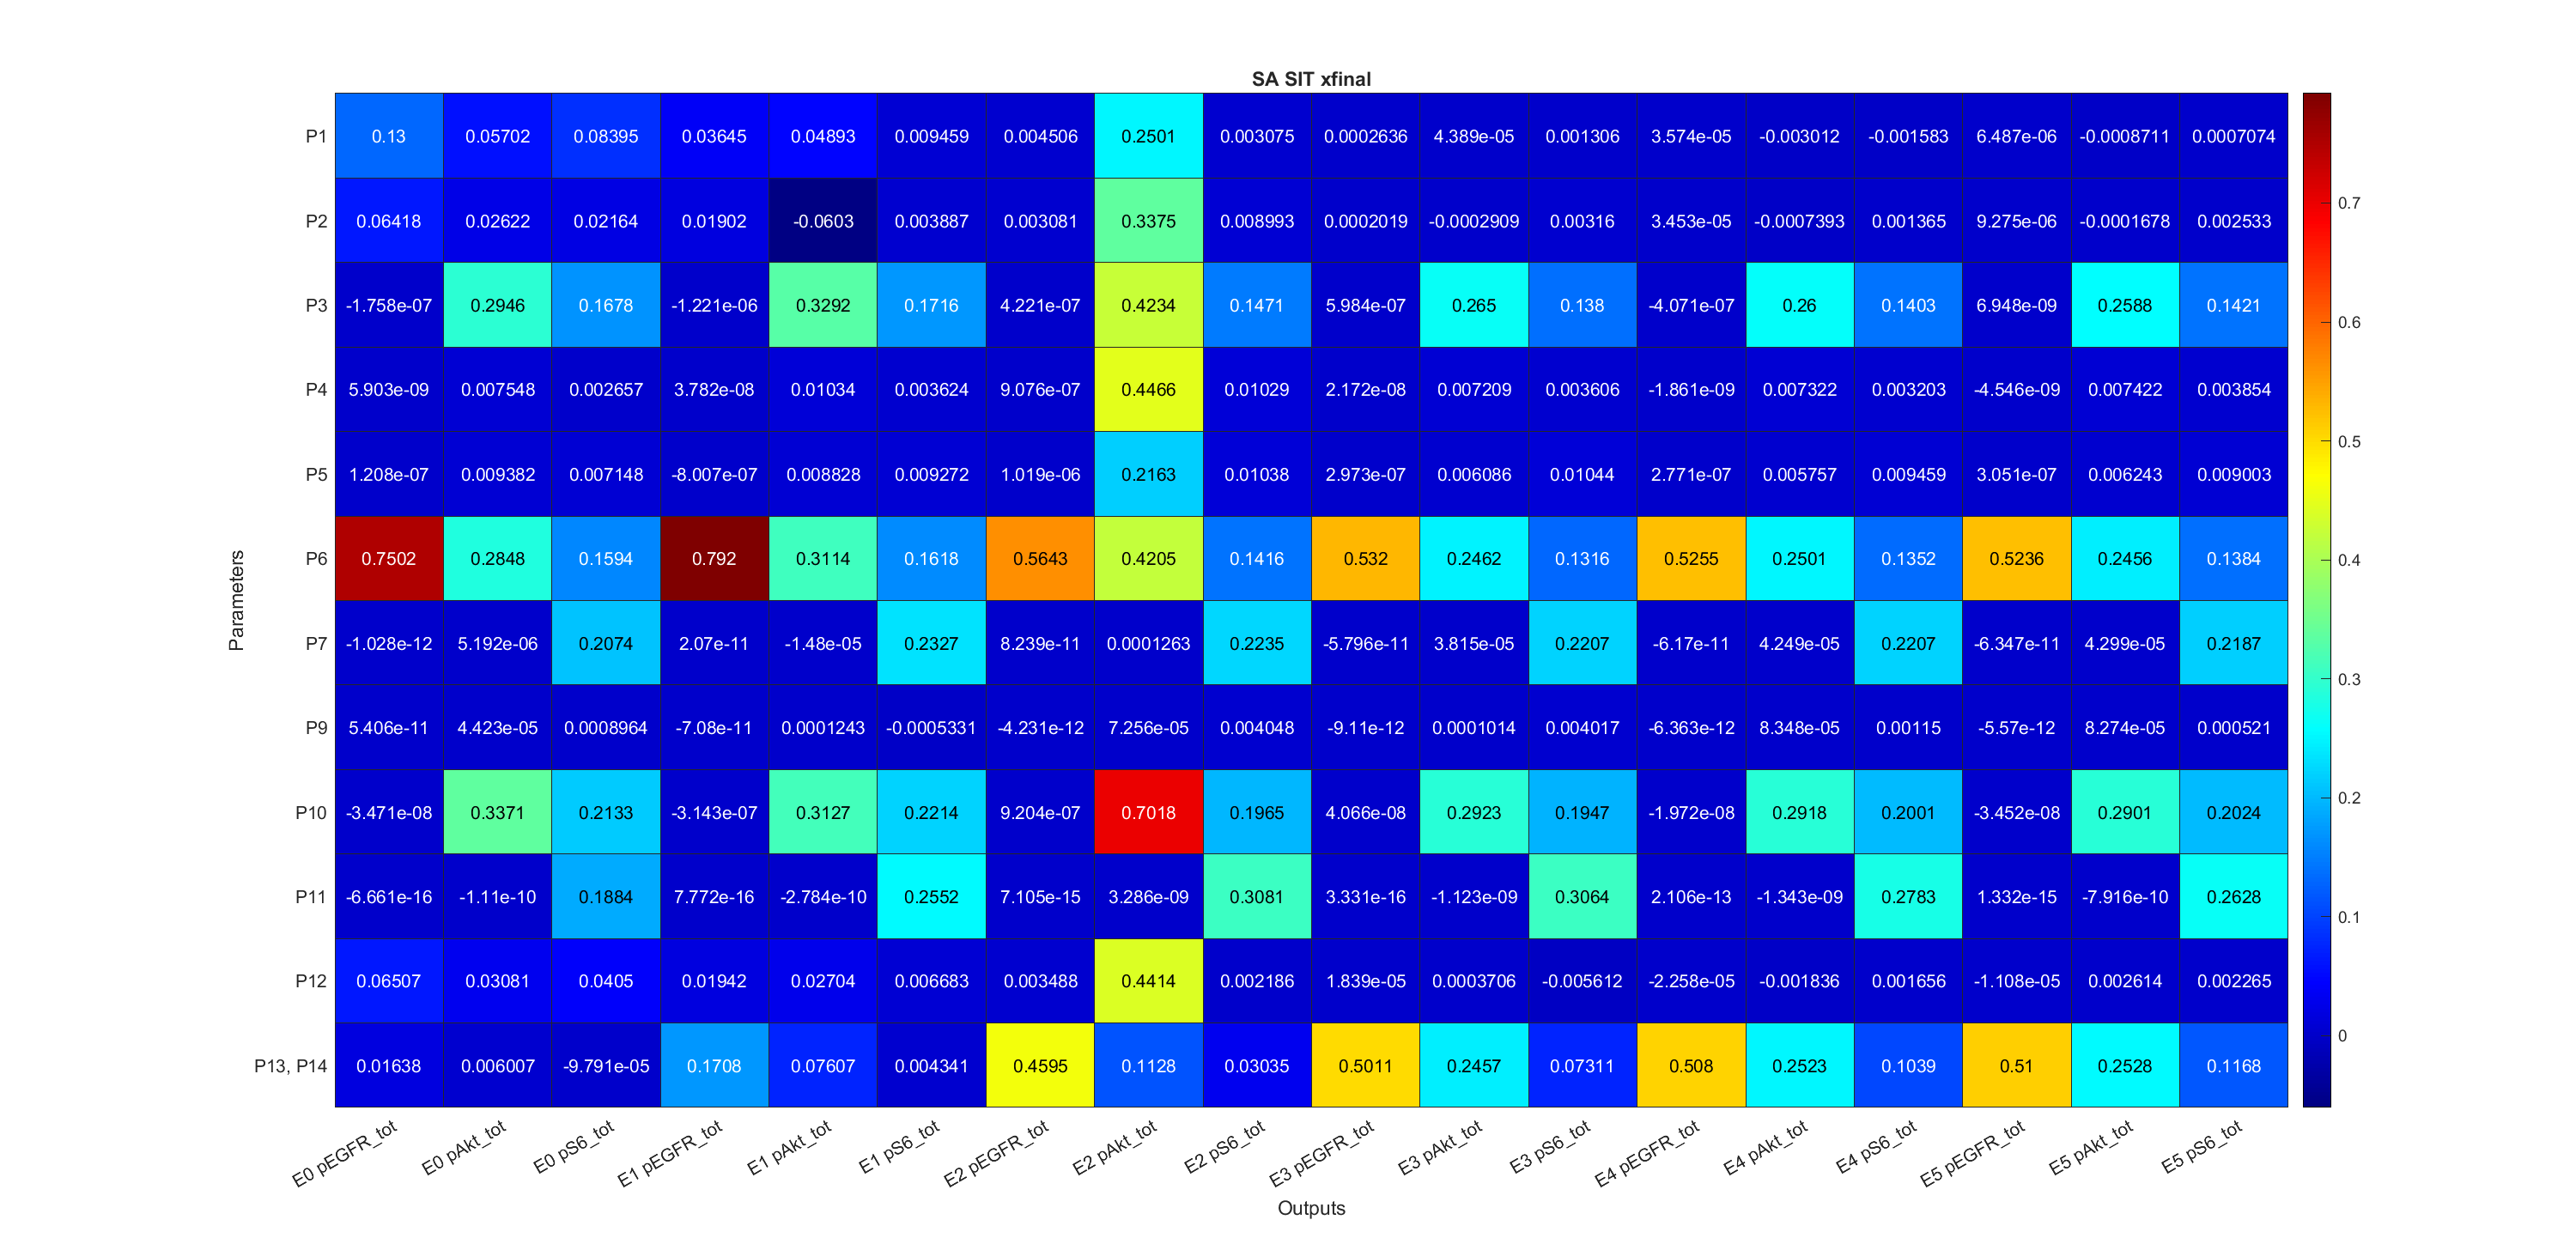 SA SIT xfinal
P1 0.13 0.05702 0.08395 0.03645 0.04893 0.009459 0.004506 0.2501 0.003075 0.0002636 4.389e-05 0.001306 3.574e-05 -0.003012 -0.001583 6.487e-06 -0.0008711 0.0007074
0.7
P2 0.06418 0.02622 0.02164 0.01902 -0.0603 0.003887 0.003081 0.3375 0.008993 0.0002019 -0.0002909 0.00316 3.453e-05 -0.0007393 0.001365 9.275e-06 -0.0001678 0.002533
P3 -1.758e-07 0.2946 0.1678 -1.221e-06 0.3292 0.1716 4.221e-07 0.4234 0.1471 5.984e-07 0.265 0.138 -4.071e-07 0.26 0.1403 6.948e-09 0.2588 0.1421
0.6
P4 5.903e-09 0.007548 0.002657 3.782e-08 0.01034 0.003624 9.076e-07 0.4466 0.01029 2.172e-08 0.007209 0.003606 -1.861e-09 0.007322 0.003203 -4.546e-09 0.007422 0.003854
0.5
P5 1.208e-07 0.009382 0.007148 -8.007e-07 0.008828 0.009272 1.019e-06 0.2163 0.01038 2.973e-07 0.006086 0.01044 2.771e-07 0.005757 0.009459 3.051e-07 0.006243 0.009003
P6 0.7502 0.2848 0.1594 0.792 0.3114 0.1618 0.5643 0.4205 0.1416 0.532 0.2462 0.1316 0.5255 0.2501 0.1352 0.5236 0.2456 0.1384
0.4
Parameters
P7 -1.028e-12 5.192e-06 0.2074 2.07e-11 -1.48e-05 0.2327 8.239e-11 0.0001263 0.2235 -5.796e-11 3.815e-05 0.2207 -6.17e-11 4.249e-05 0.2207 -6.347e-11 4.299e-05 0.2187
0.3
P9 5.406e-11 4.423e-05 0.0008964 -7.08e-11 0.0001243 -0.0005331 -4.231e-12 7.256e-05 0.004048 -9.11e-12 0.0001014 0.004017 -6.363e-12 8.348e-05 0.00115 -5.57e-12 8.274e-05 0.000521
0.2
P10 -3.471e-08 0.3371 0.2133 -3.143e-07 0.3127 0.2214 9.204e-07 0.7018 0.1965 4.066e-08 0.2923 0.1947 -1.972e-08 0.2918 0.2001 -3.452e-08 0.2901 0.2024
P11 -6.661e-16 -1.11e-10 0.1884 7.772e-16 -2.784e-10 0.2552 7.105e-15 3.286e-09 0.3081 3.331e-16 -1.123e-09 0.3064 2.106e-13 -1.343e-09 0.2783 1.332e-15 -7.916e-10 0.2628
0.1
P12 0.06507 0.03081 0.0405 0.01942 0.02704 0.006683 0.003488 0.4414 0.002186 1.839e-05 0.0003706 -0.005612 -2.258e-05 -0.001836 0.001656 -1.108e-05 0.002614 0.002265
0
P13, P14 0.01638 0.006007 -9.791e-05 0.1708 0.07607 0.004341 0.4595 0.1128 0.03035 0.5011 0.2457 0.07311 0.508 0.2523 0.1039 0.51 0.2528 0.1168
E0 pEGFR_tot E0 pAkt_tot E0 pS6_tot E1 pEGFR_tot E1 pAkt_tot E1 pS6_tot E2 pEGFR_tot E2 pAkt_tot E2 pS6_tot E3 pEGFR_tot E3 pAkt_tot E3 pS6_tot E4 pEGFR_tot E4 pAkt_tot E4 pS6_tot E5 pEGFR_tot E5 pAkt_tot E5 pS6_tot
Outputs